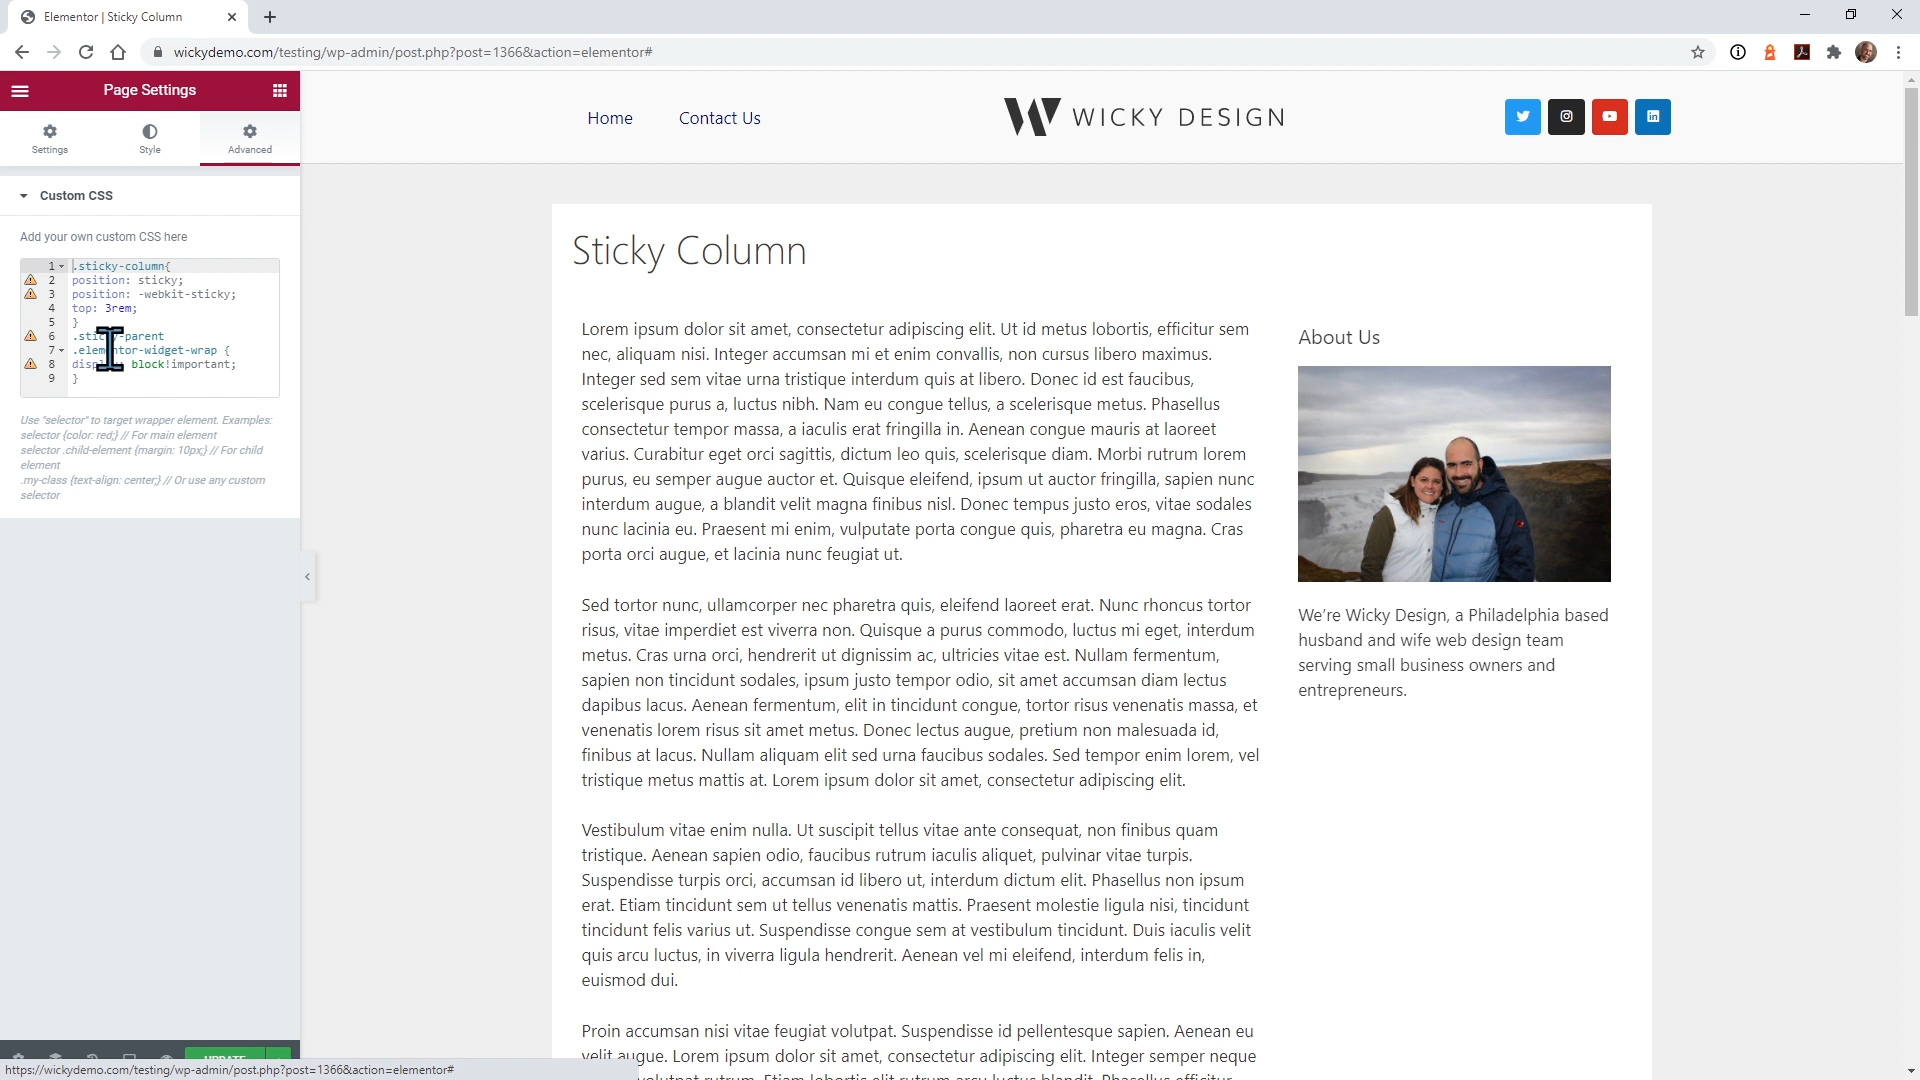 Elementor | Sticky Column
wickydemo.com/testing/wp-admin/post.php?post=1366&action=elementor#
Page Settings
Settings
Style
Advanced
Custom CSS
Add your own custom CSS here
1 .sticky-column{
2 position: sticky;
3 position: -webkit-sticky;
4 top: 3rem;
5 }
6 -parent
7 .elementor-widget-wrap {
8 block!important;
9 }
Use "selector" to target wrapper element. Examples:
selector {color: red;} // For main element
selector .child-element {margin: 10px;} // For child
element
.my-class {text-align: center;} // Or use any custom
selector
UPDATE
https://wickydemo.com/testing/wp-admin/post.php?post=1366&action=elementor#
Home
Contact Us
WICKY DESIGN
Sticky Column
Lorem ipsum dolor sit amet, consectetur adipiscing elit. Ut id metus lobortis, efficitur sem
nec, aliquam nisi. Integer accumsan mi et enim convallis, non cursus libero maximus.
Integer sed sem vitae urna tristique interdum quis at libero. Donec id est faucibus,
scelerisque purus a, luctus nibh. Nam eu congue tellus, a scelerisque metus. Phasellus
consectetur tempor massa, a iaculis erat fringilla in. Aenean congue mauris at laoreet
varius. Curabitur eget orci sagittis, dictum leo quis, scelerisque diam. Morbi rutrum lorem
purus, eu semper augue auctor et. Quisque eleifend, ipsum ut auctor fringilla, sapien nunc
interdum augue, a blandit velit magna finibus nisl. Donec tempus justo eros, vitae sodales
nunc lacinia eu. Praesent mi enim, vulputate porta congue quis, pharetra eu magna. Cras
porta orci augue, et lacinia nunc feugiat ut.
Sed tortor nunc, ullamcorper nec pharetra quis, eleifend laoreet erat. Nunc rhoncus tortor
risus, vitae imperdiet est viverra non. Quisque a purus commodo, luctus mi eget, interdum
metus. Cras urna orci, hendrerit ut dignissim ac, ultricies vitae est. Nullam fermentum,
sapien non tincidunt sodales, ipsum justo tempor odio, sit amet accumsan diam lectus
dapibus lacus. Aenean fermentum, elit in tincidunt congue, tortor risus venenatis massa, et
venenatis lorem risus sit amet metus. Donec lectus augue, pretium non malesuada id,
finibus at lacus. Nullam aliquam elit sed urna faucibus sodales. Sed tempor enim lorem, vel
tristique metus mattis at. Lorem ipsum dolor sit amet, consectetur adipiscing elit.
Vestibulum vitae enim nulla. Ut suscipit tellus vitae ante consequat, non finibus quam
tristique. Aenean sapien odio, faucibus rutrum iaculis aliquet, pulvinar vitae turpis.
Suspendisse turpis orci, accumsan id libero ut, interdum dictum elit. Phasellus non ipsum
erat. Etiam tincidunt sem ut tellus venenatis mattis. Praesent molestie ligula nisi, tincidunt
tincidunt felis varius ut. Suspendisse congue sem at vestibulum tincidunt. Duis iaculis velit
quis arcu luctus, in viverra ligula hendrerit. Aenean vel mi eleifend, interdum felis in,
euismod dui.
Proin accumsan nisi vitae feugiat volutpat. Suspendisse id pellentesque sapien. Aenean eu
velit augue. Lorem ipsum dolor sit amet, consectetur adipiscing elit. Integer semper neque
About Us
We're Wicky Design, a Philadelphia based
husband and wife web design team
serving small business owners and
entrepreneurs.